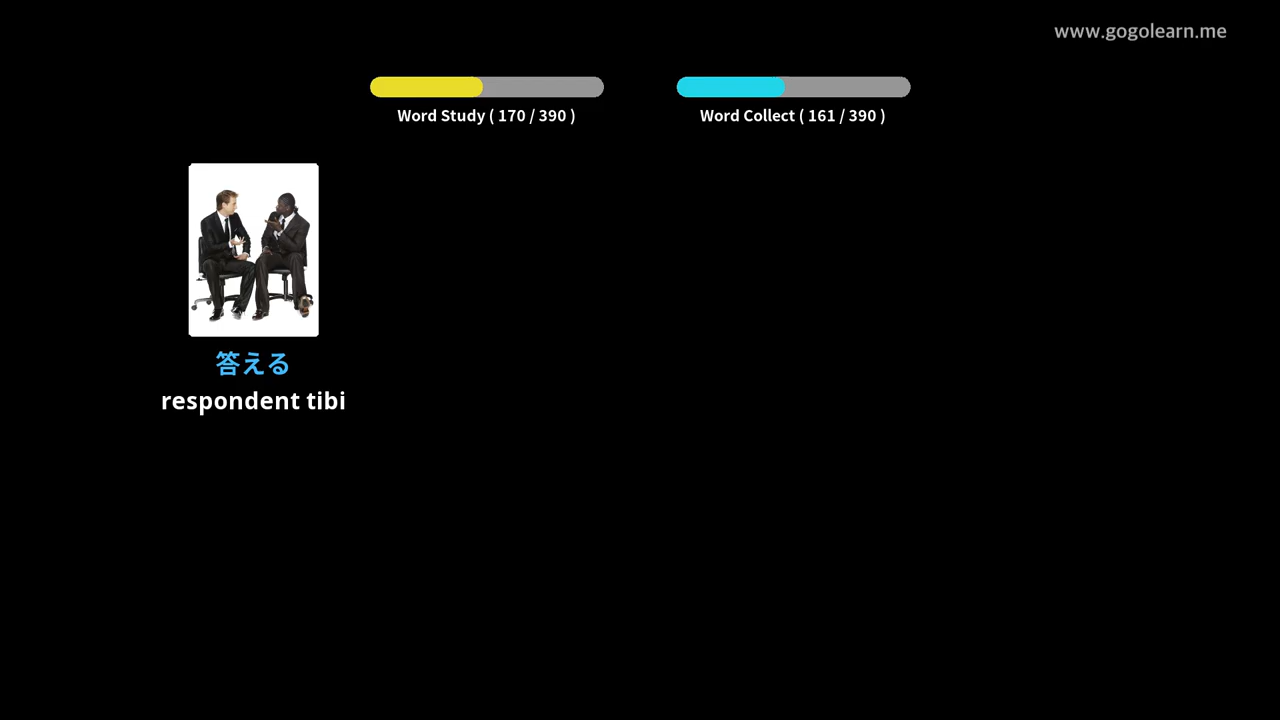 www.gogolearn.me
Word Study ( 170 / 390 )
Word Collect ( 161 / 390 )
答える
respondent tibi